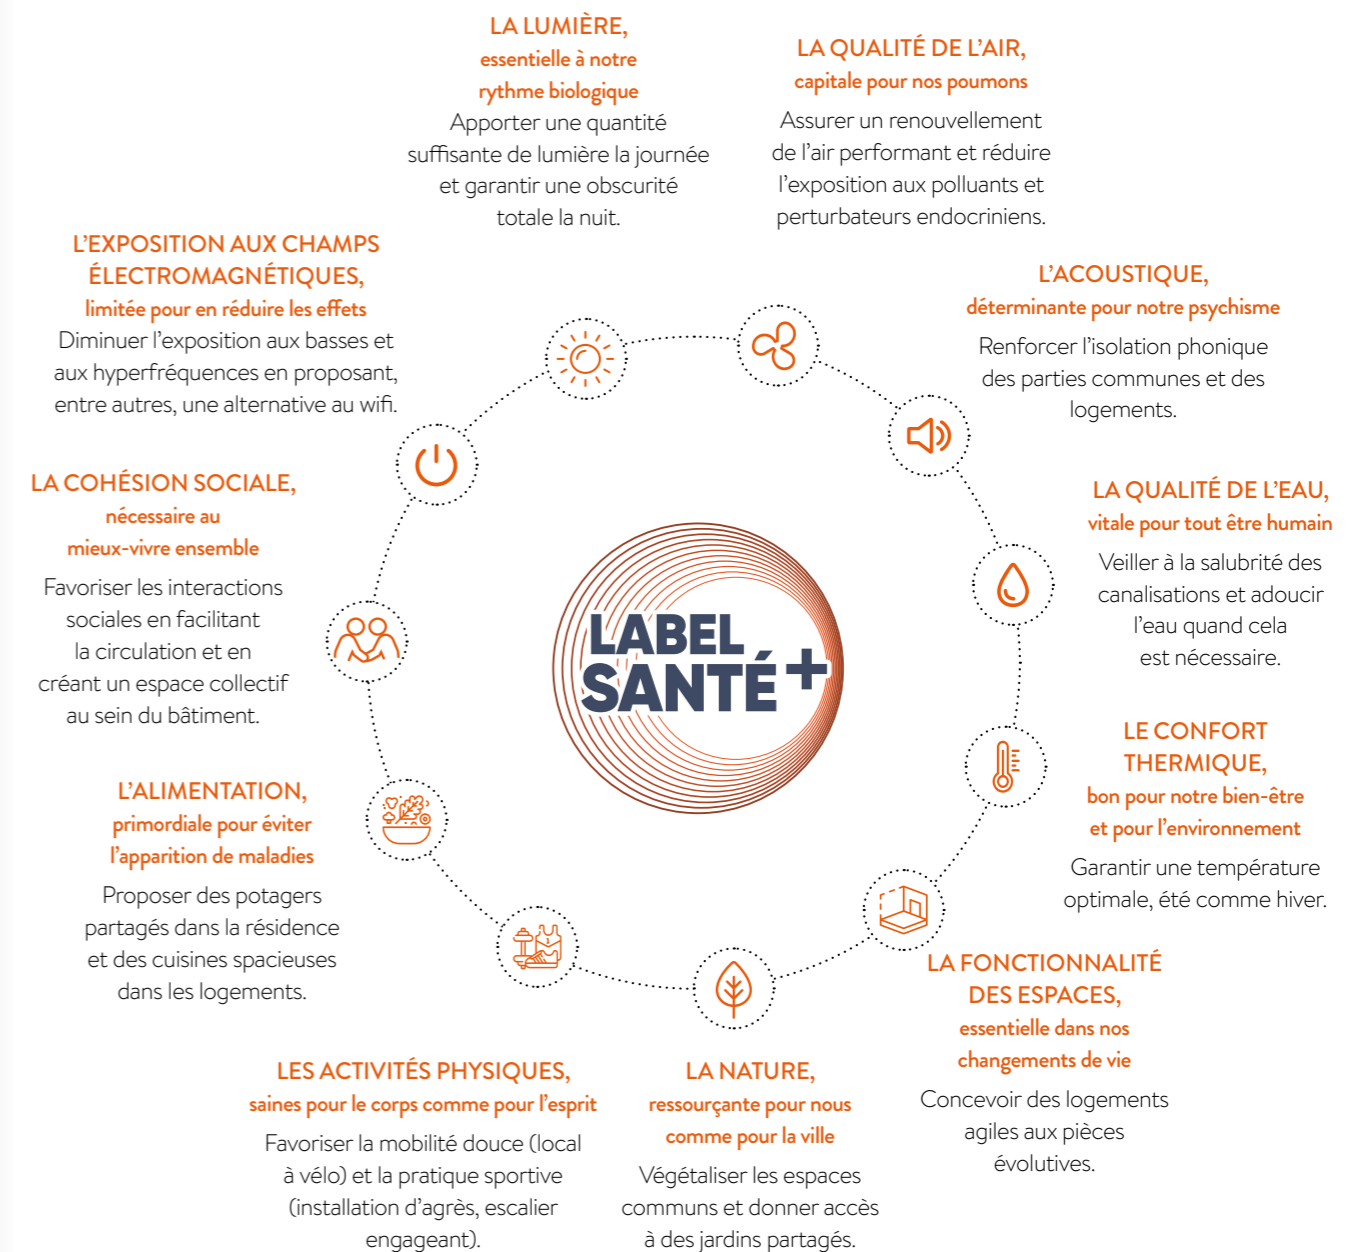 LA LUMIÈRE,
essentielle à notre
rythme biologique
Apporter une quantité
suffisante de lumière la journée
et garantir une obscurité
totale la nuit.
LA QUALITÉ DE L'AIR,
capitale pour nos poumons
Assurer un renouvellement
de l'air performant et réduire
l'exposition aux polluants et
perturbateurs endocriniens.
L'ACOUSTIQUE,
déterminante pour notre psychisme
Renforcer l'isolation phonique
des parties communes et des
logements.
LA QUALITÉ DE L'EAU,
vitale pour tout être humain
Veiller à la salubrité des
canalisations et adoucir
l'eau quand cela
est nécessaire.
LE CONFORT
THERMIQUE,
bon pour notre bien-être
et pour l'environnement
Garantir une température
optimale, été comme hiver.
LA FONCTIONNALITÉ
DES ESPACES,
essentielle dans nos
changements de vie
Concevoir des logements
agiles aux pièces
évolutives.
LA NATURE,
ressourçante pour nous
comme pour la ville
Végétaliser les espaces
communs et donner accès
à des jardins partagés.
LES ACTIVITÉS PHYSIQUES,
saines pour le corps comme pour l'esprit
Favoriser la mobilité douce (local
à vélo) et la pratique sportive
(installation d'agrès, escalier
engageant).
L'ALIMENTATION,
primordiale pour éviter
l'apparition de maladies
Proposer des potagers
partagés dans la résidence
et des cuisines spacieuses
dans les logements.
LA COHÉSION SOCIALE,
nécessaire au
mieux-vivre ensemble
Favoriser les interactions
sociales en facilitant
la circulation et en
créant un espace collectif
au sein du bâtiment.
L'EXPOSITION AUX CHAMPS
ÉLECTROMAGNÉTIQUES,
limitée pour en réduire les effets
Diminuer l'exposition aux basses et
aux hyperfréquences en proposant,
entre autres, une alternative au wifi.
LABEL
SANTÉ+